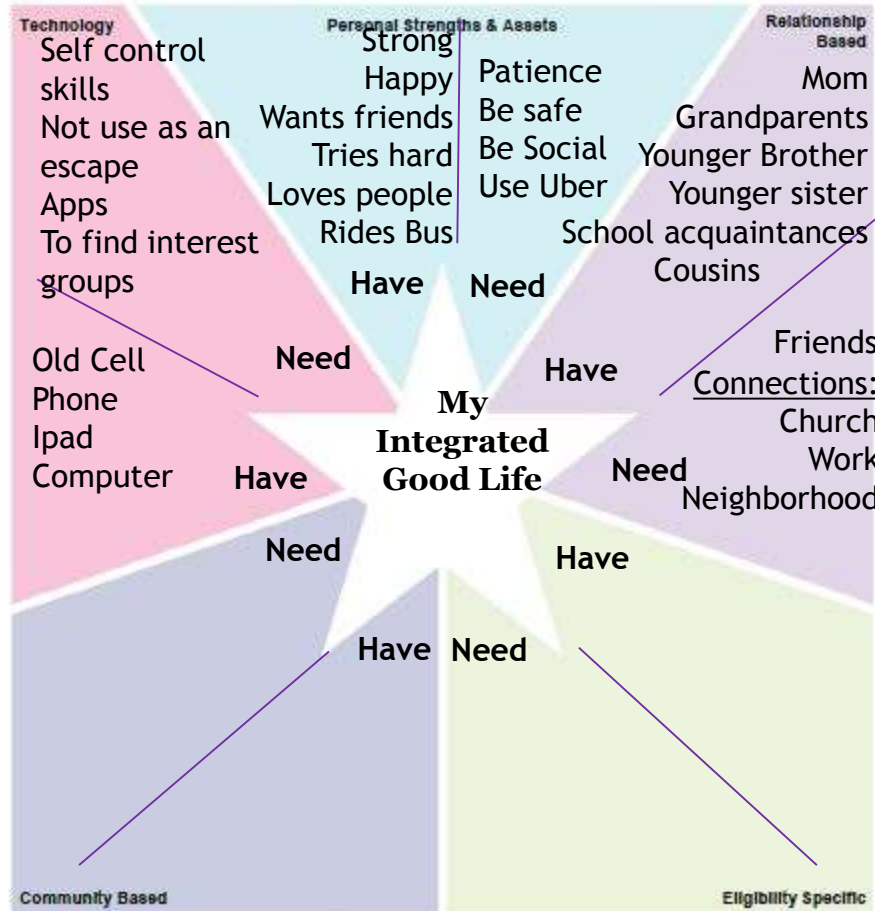 Technology
Self control
skills
Not use as an
escape
Apps
To find interest
groups
Need
Old Cell
Phone
Ipad
Computer
Have
Personal Strengths & Assets
Strong
Happy
Wants friends
Tries hard
Loves people
Rides Bus
Have
Patience
Be safe
Be Social
Use Uber
Need
Relationship
Based
Mom
Grandparents
Younger Brother
Younger sister
School acquaintances
Cousins
Have
Friends
Connections:
Church
Work
Neighborhood
Need
My
Integrated
Good Life
Need
Have
Community Based
Have
Need
Eligibility Specific